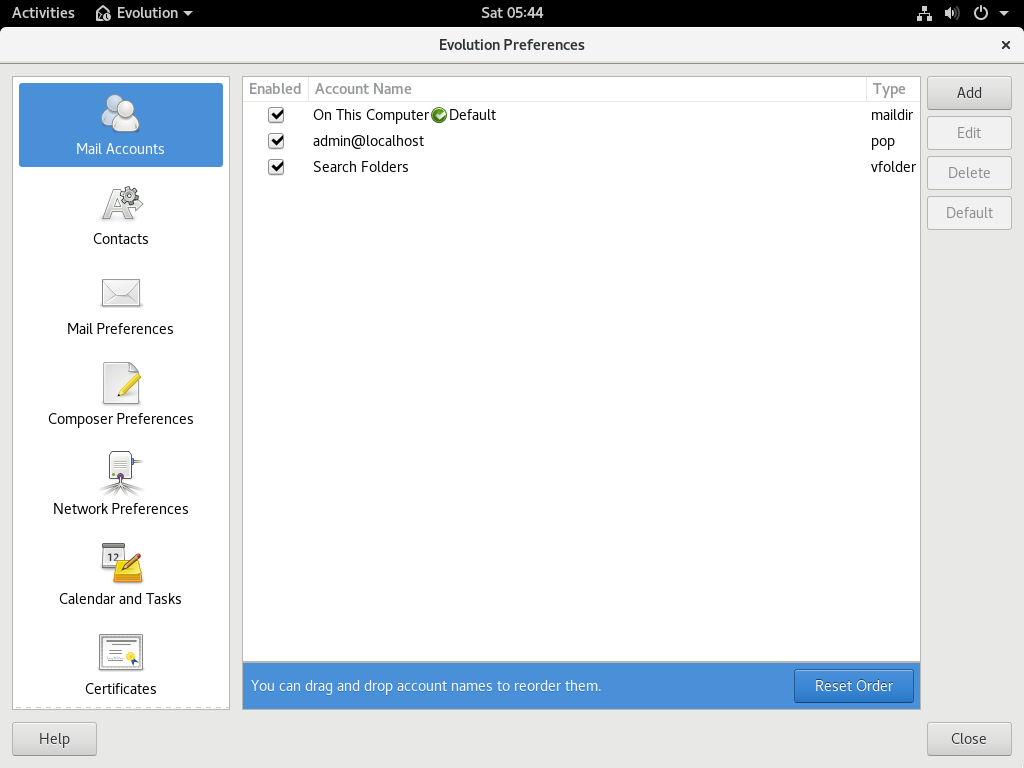 Activities Evolution Sat 05:44
Evolution Preferences
Mail Accounts
Contacts
Mail Preferences
Composer Preferences
Network Preferences
12
Calendar and Tasks
Certificates
Enabled Account Name Type
On This Computer Default maildir
admin@localhost pop
Search Folders vfolder
You can drag and drop account names to reorder them. Reset Order
Add
Edit
Delete
Default
Help Close